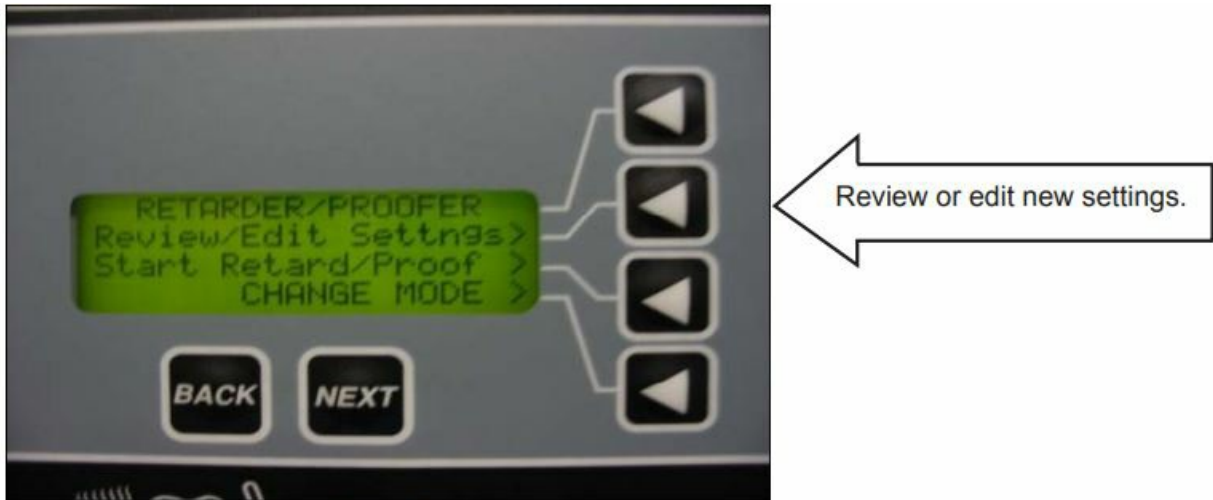 RETARDER/PROOFER
Review/Edit Settngs>
Start Retard/Proof >
CHANGE MODE >
BACK
NEXT
Review or edit new settings.